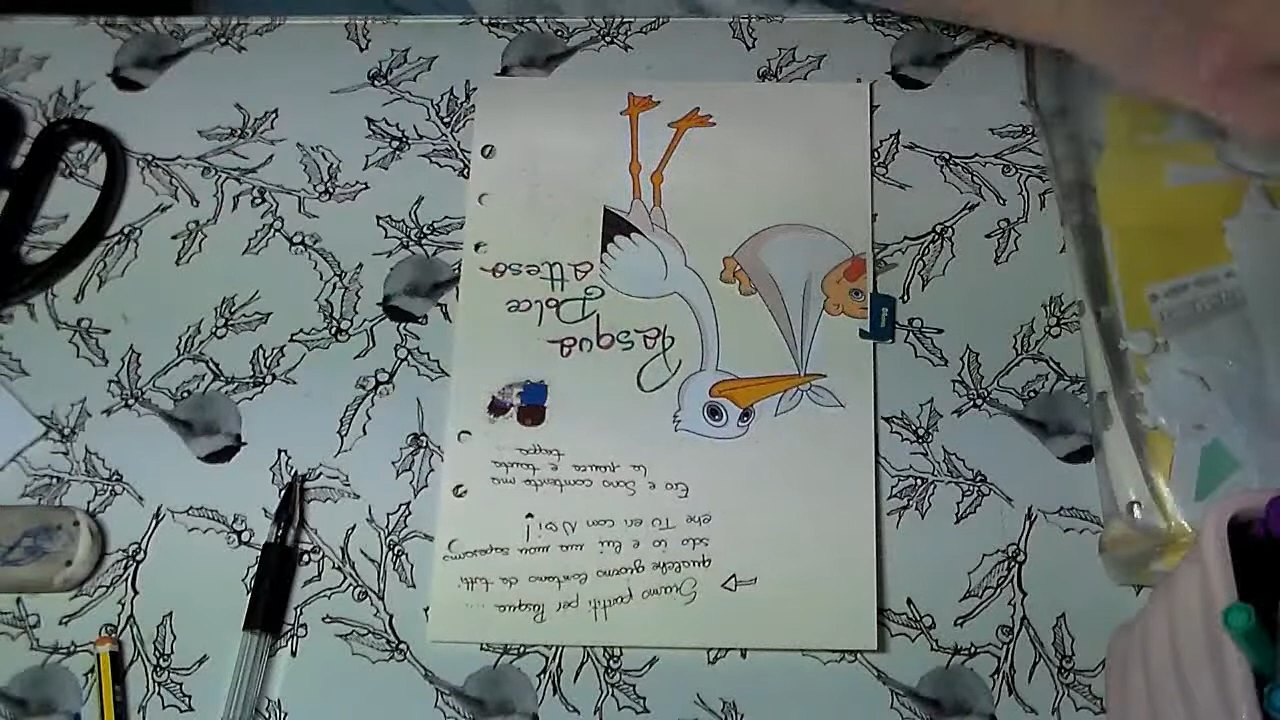 Pasqua
Dolce
Attesa
Siamo partiti per Pasqua ...
qualche giorno lontano da tutti,
solo io e lui ma non sapevamo
che Tu eri con Noi!
Ero e Sono contenta ma
la paura è tanta